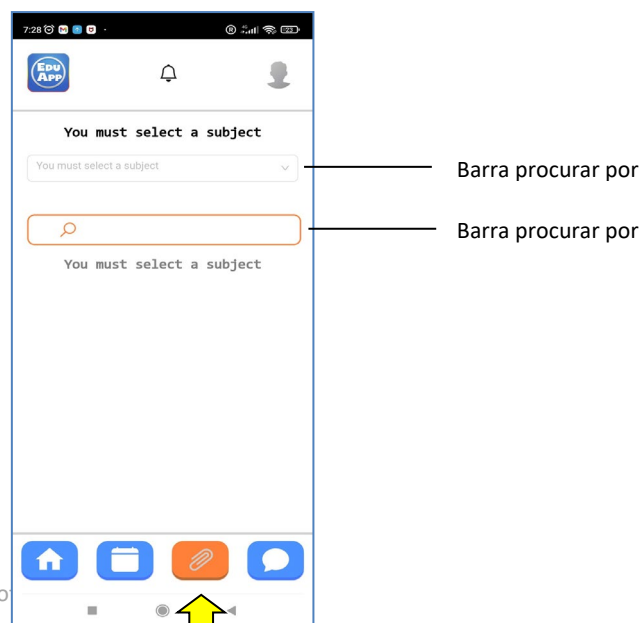 7:28
EDU
APP
You must select a subject
You must select a subject
Barra procurar por
Barra procurar por
You must select a subject